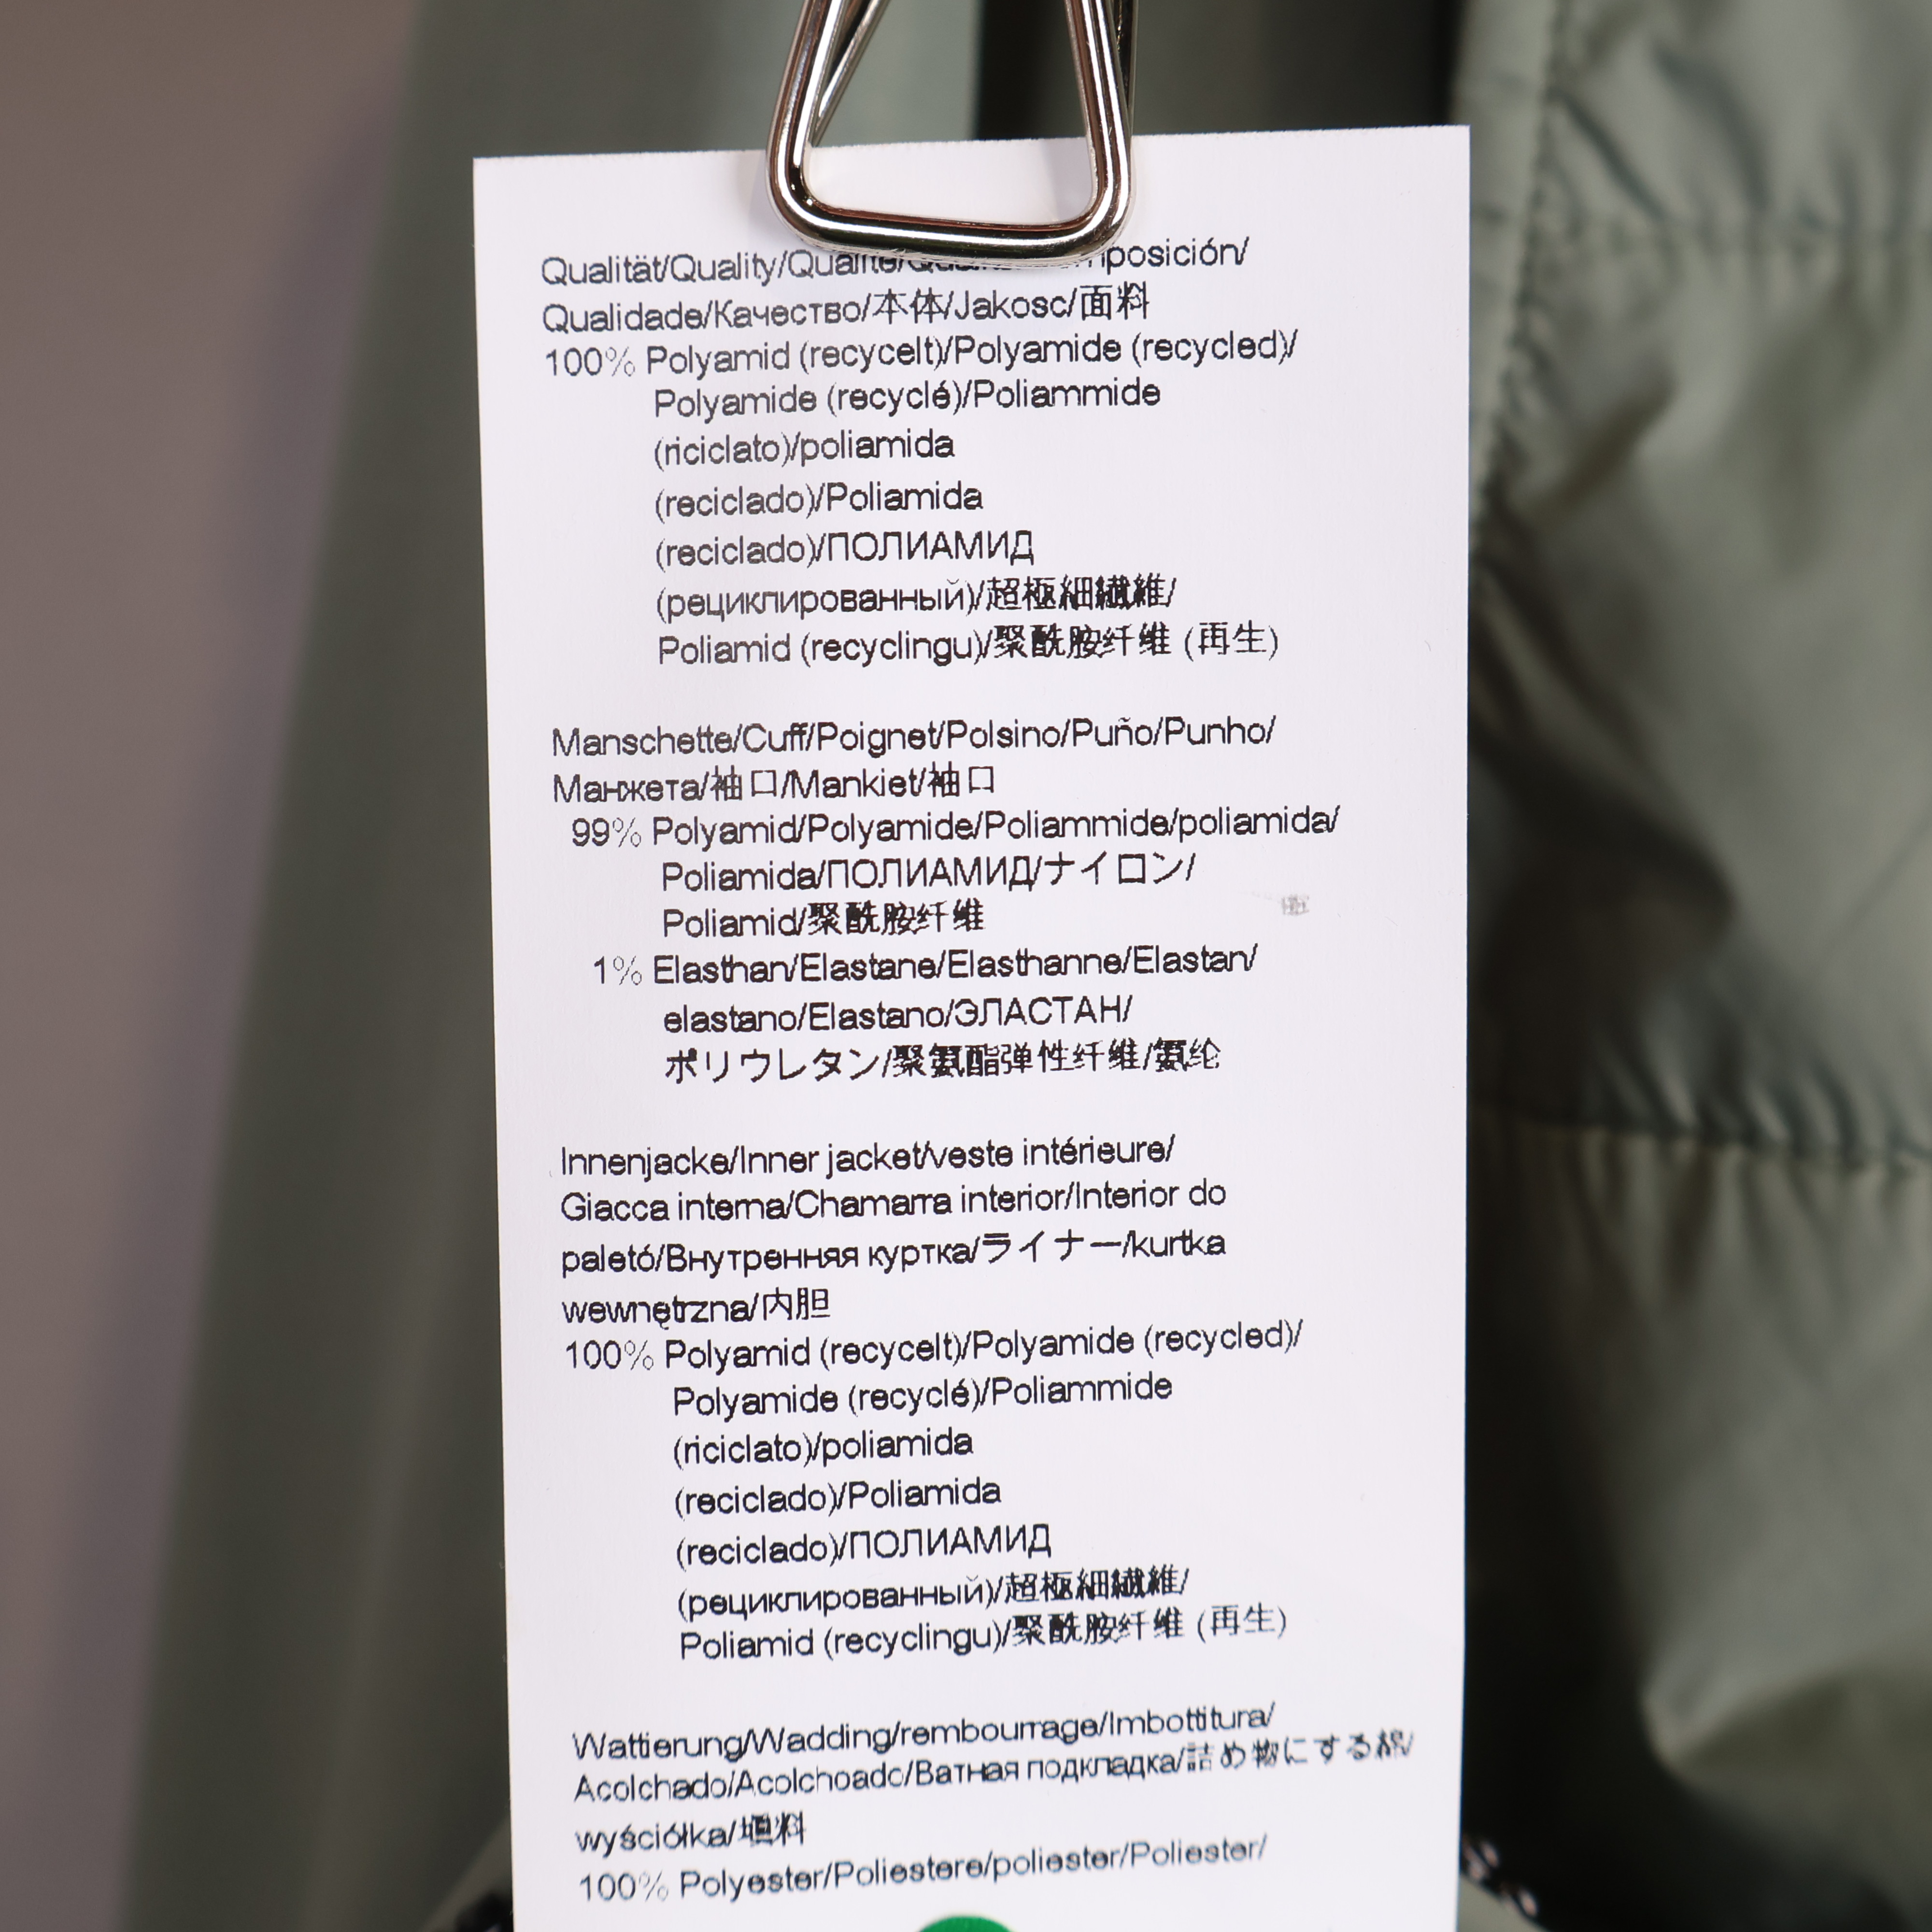 Qualität/Quality/Qualité/ mposición/
Qualidade/Качество/本体/Jakosc/面料
100% Polyamid (recycelt)/Polyamide (recycled)/
Polyamide (recyclé)/Poliammide
(riciclato)/poliamida
(reciclado)/Poliamida
(reciclado)/ПОЛИАМИД
(рециклированный)/超極細繊維/
Poliamid (recyclingu)/聚酰胺纤维 (再生)
Manschette/Cuff/Poignet/Polsino/Puño/Punho/
Манжета/袖口/Mankiet/袖口
99% Polyamid/Polyamide/Poliammide/poliamida/
Poliamida/ПОЛИАМИД/ナイロン/
Poliamid/聚酰胺纤维
1% Elasthan/Elastane/Elasthanne/Elastan/
elastano/Elastano/ЭЛАСТАН/
ポリウレタン/聚氨酯弹性纤维/氨纶
Innenjacke/Inner jacket/veste intérieure/
Giacca interna/Chamarra interior/Interior do
paletó/Внутренняя куртка/ライナー/kurtka
wewnętrzna/内胆
100% Polyamid (recycelt)/Polyamide (recycled)/
Polyamide (recyclé)/Poliammide
(riciclato)/poliamida
(reciclado)/Poliamida
(reciclado)/ПОЛИАМИД
(рециклированный)/超極細繊維/
Poliamid (recyclingu)/聚酰胺纤维 (再生)
Wattierung/Wadding/rembourrage/Imbottitura/
Acolchado/Acolchoado/Ватная подкладка/詰め物にする綿/
wyściółka/填料
100% Polyester/Poliestere/poliester/Poliester/